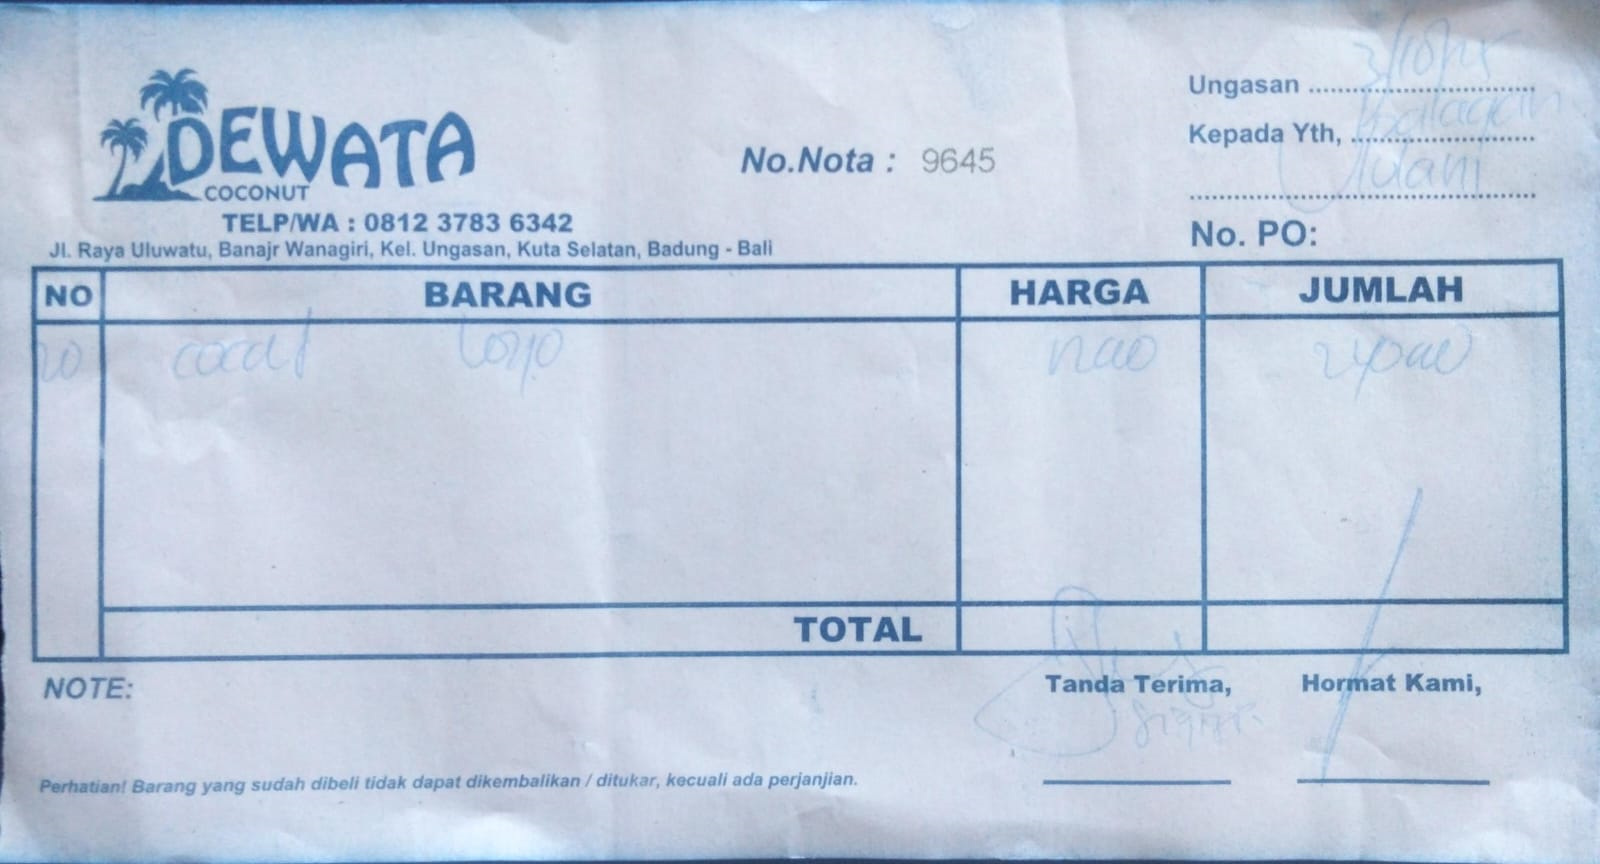 DEWATA
COCONUT
TELP/WA : 0812 3783 6342
Jl. Raya Uluwatu, Banajr Wanagiri, Kel. Ungasan, Kuta Selatan, Badung - Bali
No.Nota : 9645
Ungasan
Kepada Yth,
No. PO:
NO BARANG HARGA JUMLAH
20
TOTAL
NOTE:
Tanda Terima, Hormat Kami,
Perhatian! Barang yang sudah dibeli tidak dapat dikembalikan / ditukar, kecuali ada perjanjian.